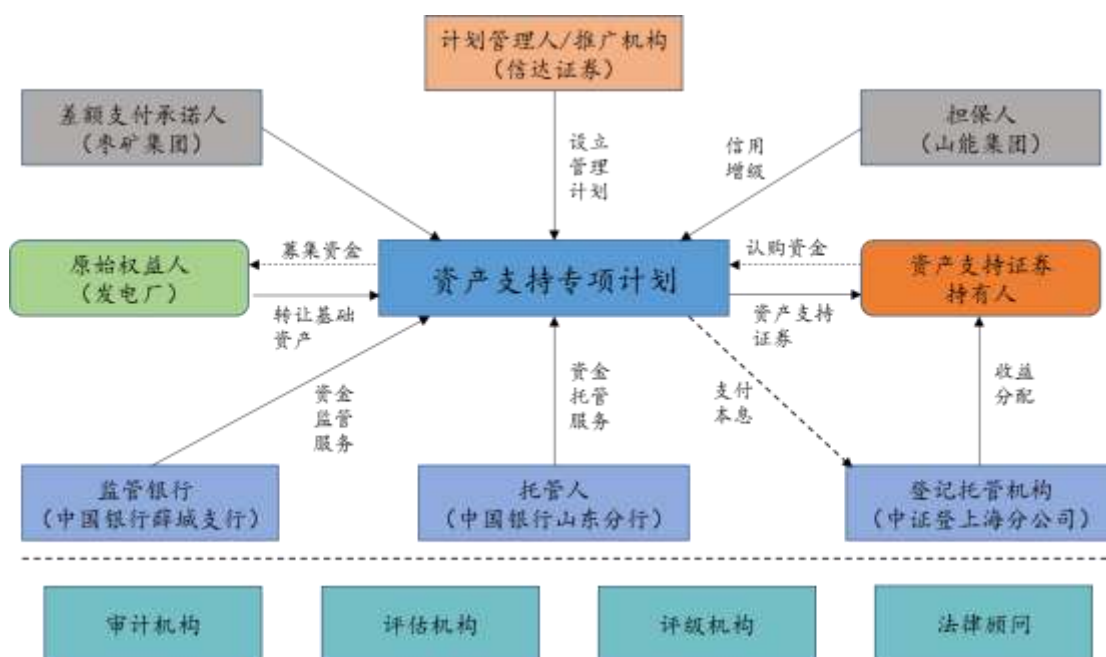 计划管理人/推广机构
（信达证券）
差额支付承诺人
（枣矿集团）
担保人
（山能集团）
设立
管理
计划
信用
增级
原始权益人
（发电厂）
募集资金
转让基础
资产
资产支持专项计划
认购资金
资产支持
证券
资产支持证券
持有人
资金
监管
服务
资金
托管
服务
支付
本息
收益
分配
监管银行
（中国银行薛城支行）
托管人
（中国银行山东分行）
登记托管机构
（中证登上海分公司）
审计机构
评估机构
评级机构
法律顾问